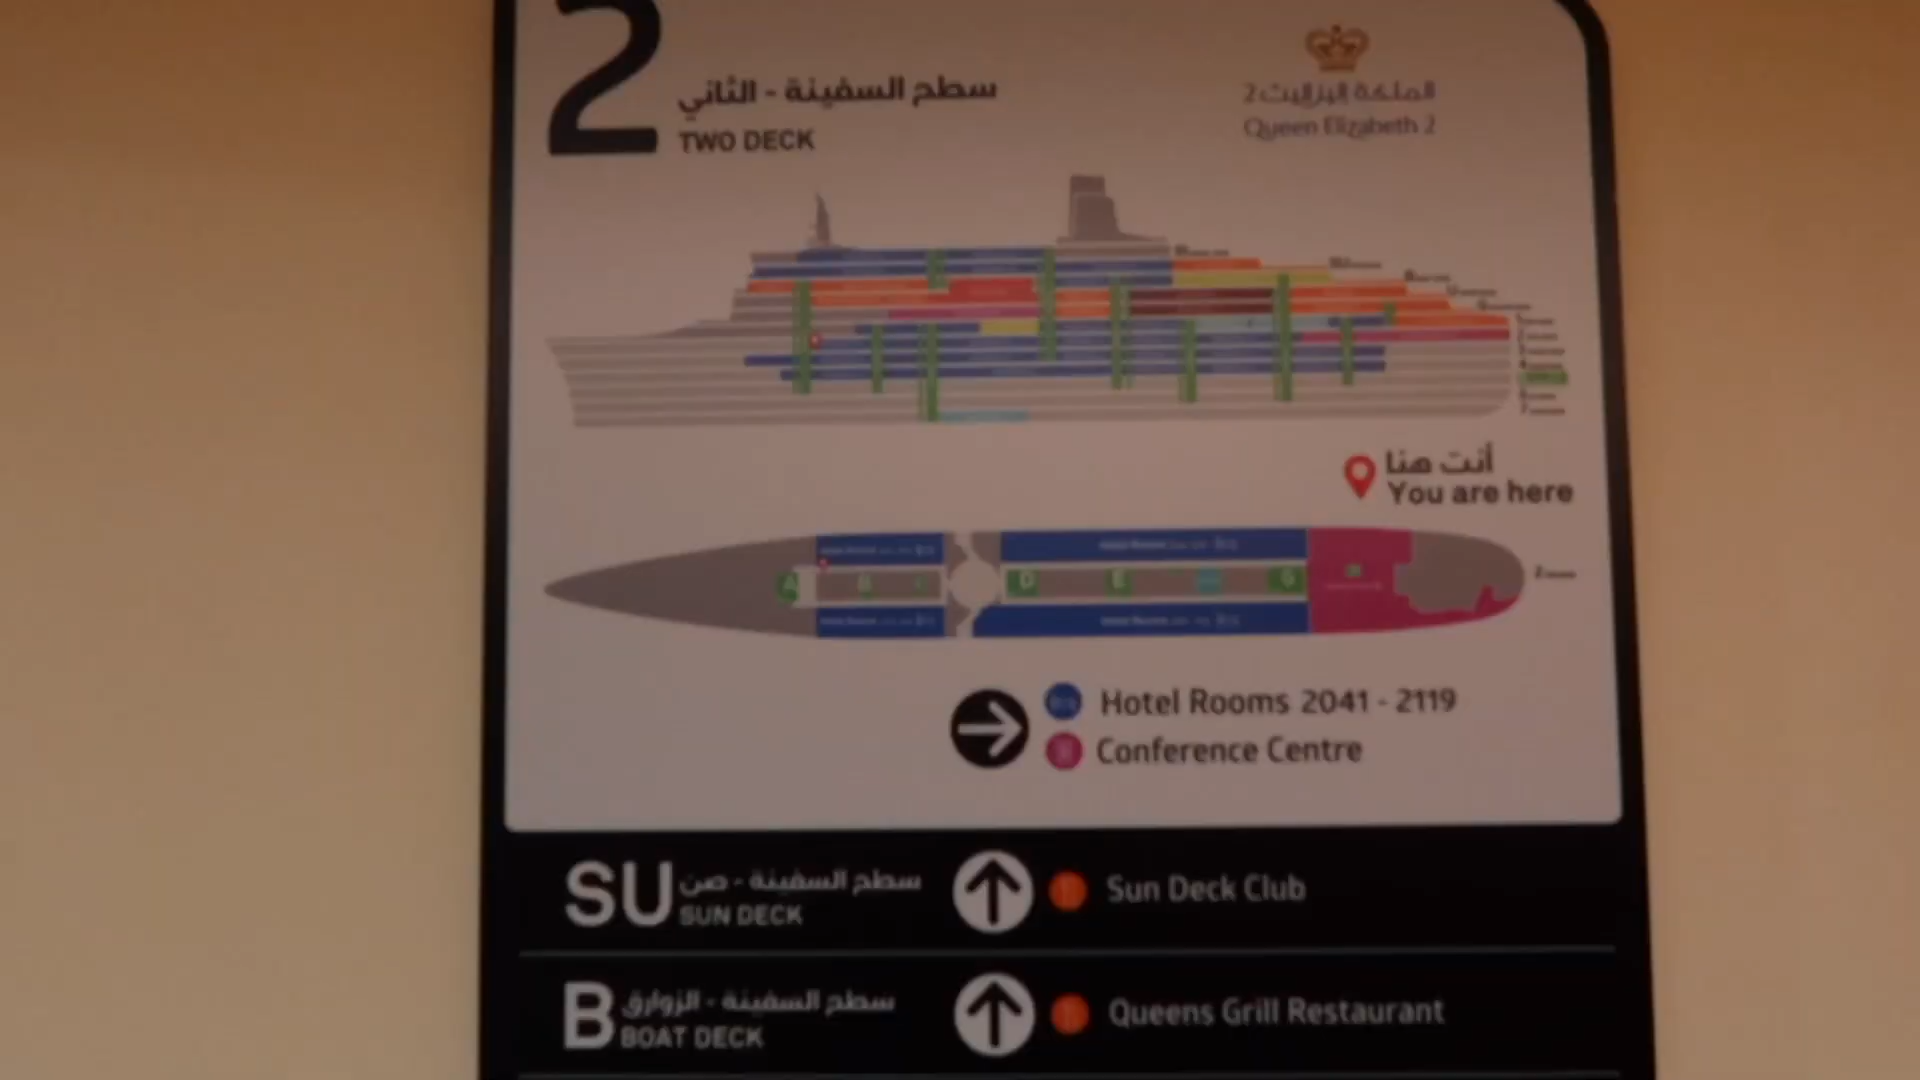 2
سطح السفينة - الثاني
TWO DECK
الملكة إليزابيث 2
Queen Elizabeth 2
أنت هنا
You are here
A
D
E
G
Hotel Rooms 2041 - 2119
Conference Centre
SU
سطح السفينة - صن
SUN DECK
Sun Deck Club
B
سطح السفينة - الزوارق
BOAT DECK
Queens Grill Restaurant